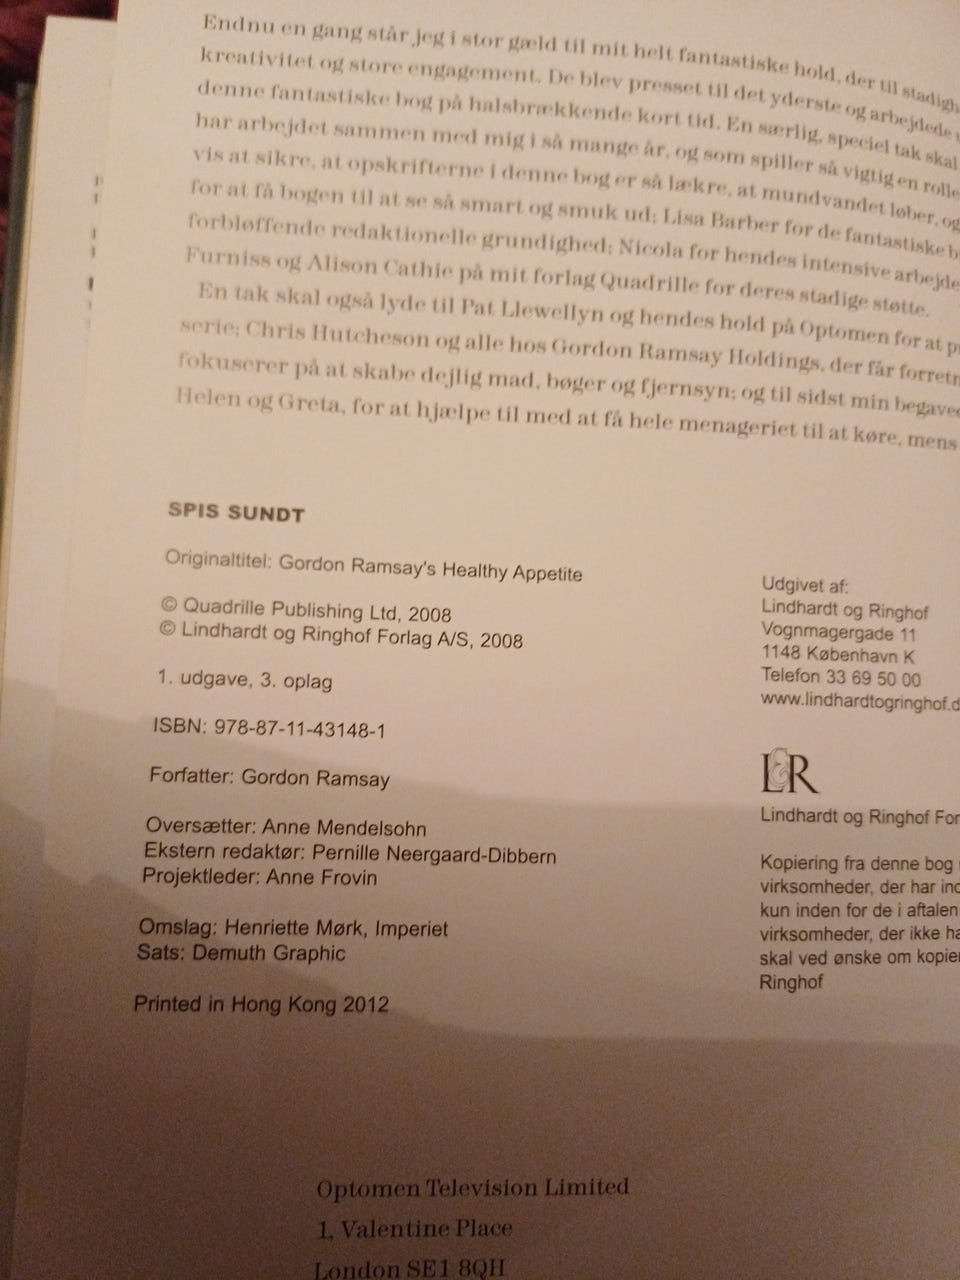 Endnu en gang står jeg i stor gæld til mit helt fantastiske hold, der til stadigh
kreativitet og store engagement. De blev presset til det yderste og arbejdede
denne fantastiske bog på halsbrækkende kort tid. En særlig, speciel tak skal
har arbejdet sammen med mig i så mange år, og som spiller så vigtig en rolle
vis at sikre, at opskrifterne i denne bog er så lækre, at mundvandet løber, og
for at få bogen til at se så smart og smuk ud; Lisa Barber for de fantastiske b
forbløffende redaktionelle grundighed; Nicola for hendes intensive arbejde
Furniss og Alison Cathie på mit forlag Quadrille for deres stadige støtte.
En tak skal også lyde til Pat Llewellyn og hendes hold på Optomen for at p
serie; Chris Hutcheson og alle hos Gordon Ramsay Holdings, der får forretn
fokuserer på at skabe dejlig mad, bøger og fjernsyn; og til sidst min begaved
Helen og Greta, for at hjælpe til med at få hele menageriet til at køre, mens
SPIS SUNDT
Originaltitel: Gordon Ramsay's Healthy Appetite
© Quadrille Publishing Ltd, 2008
© Lindhardt og Ringhof Forlag A/S, 2008
1. udgave, 3. oplag
ISBN: 978-87-11-43148-1
Forfatter: Gordon Ramsay
Oversætter: Anne Mendelsohn
Ekstern redaktør: Pernille Neergaard-Dibbern
Projektleder: Anne Frovin
Omslag: Henriette Mørk, Imperiet
Sats: Demuth Graphic
Printed in Hong Kong 2012
Udgivet af:
Lindhardt og Ringhof
Vognmagergade 11
1148 København K
Telefon 33 69 50 00
www.lindhardtogringhof.d
L&R
Lindhardt og Ringhof For
Kopiering fra denne bog
virksomheder, der har ind
kun inden for de i aftalen
virksomheder, der ikke ha
skal ved ønske om kopier
Ringhof
Optomen Television Limited
1, Valentine Place
London SE1 8QH